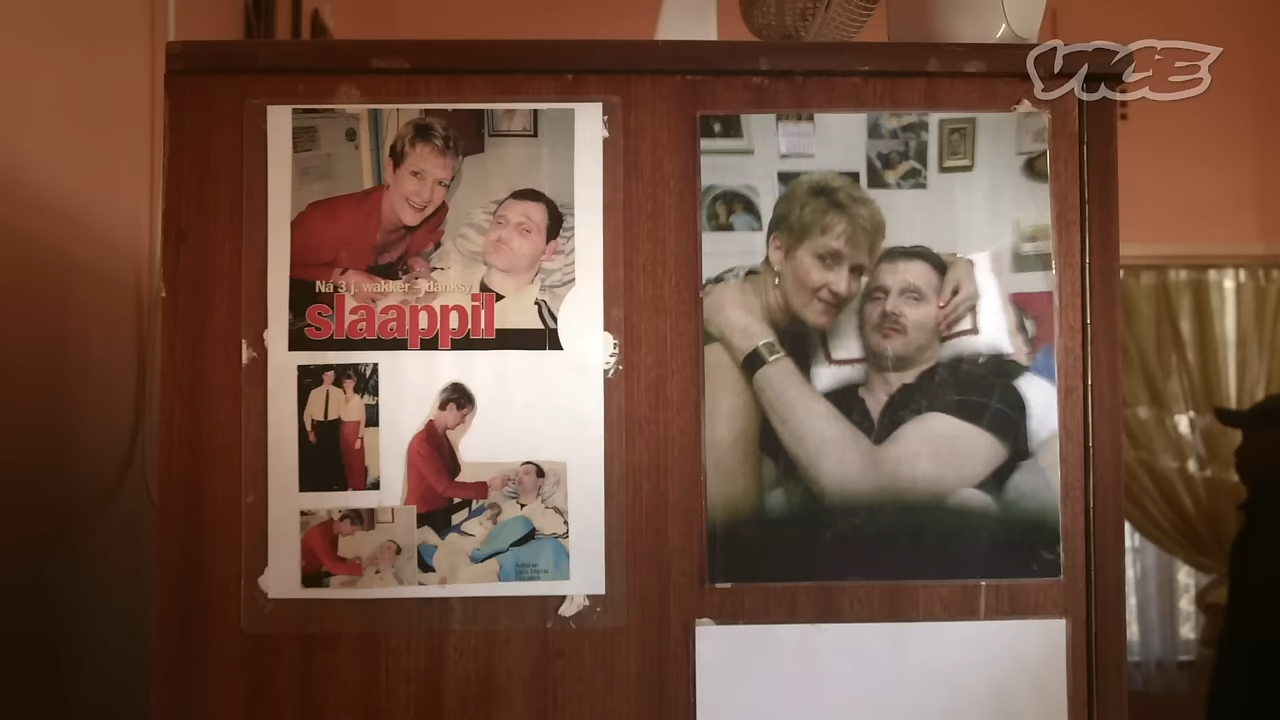 VICE
Ná 3 j. wakker – danksy
slaappil